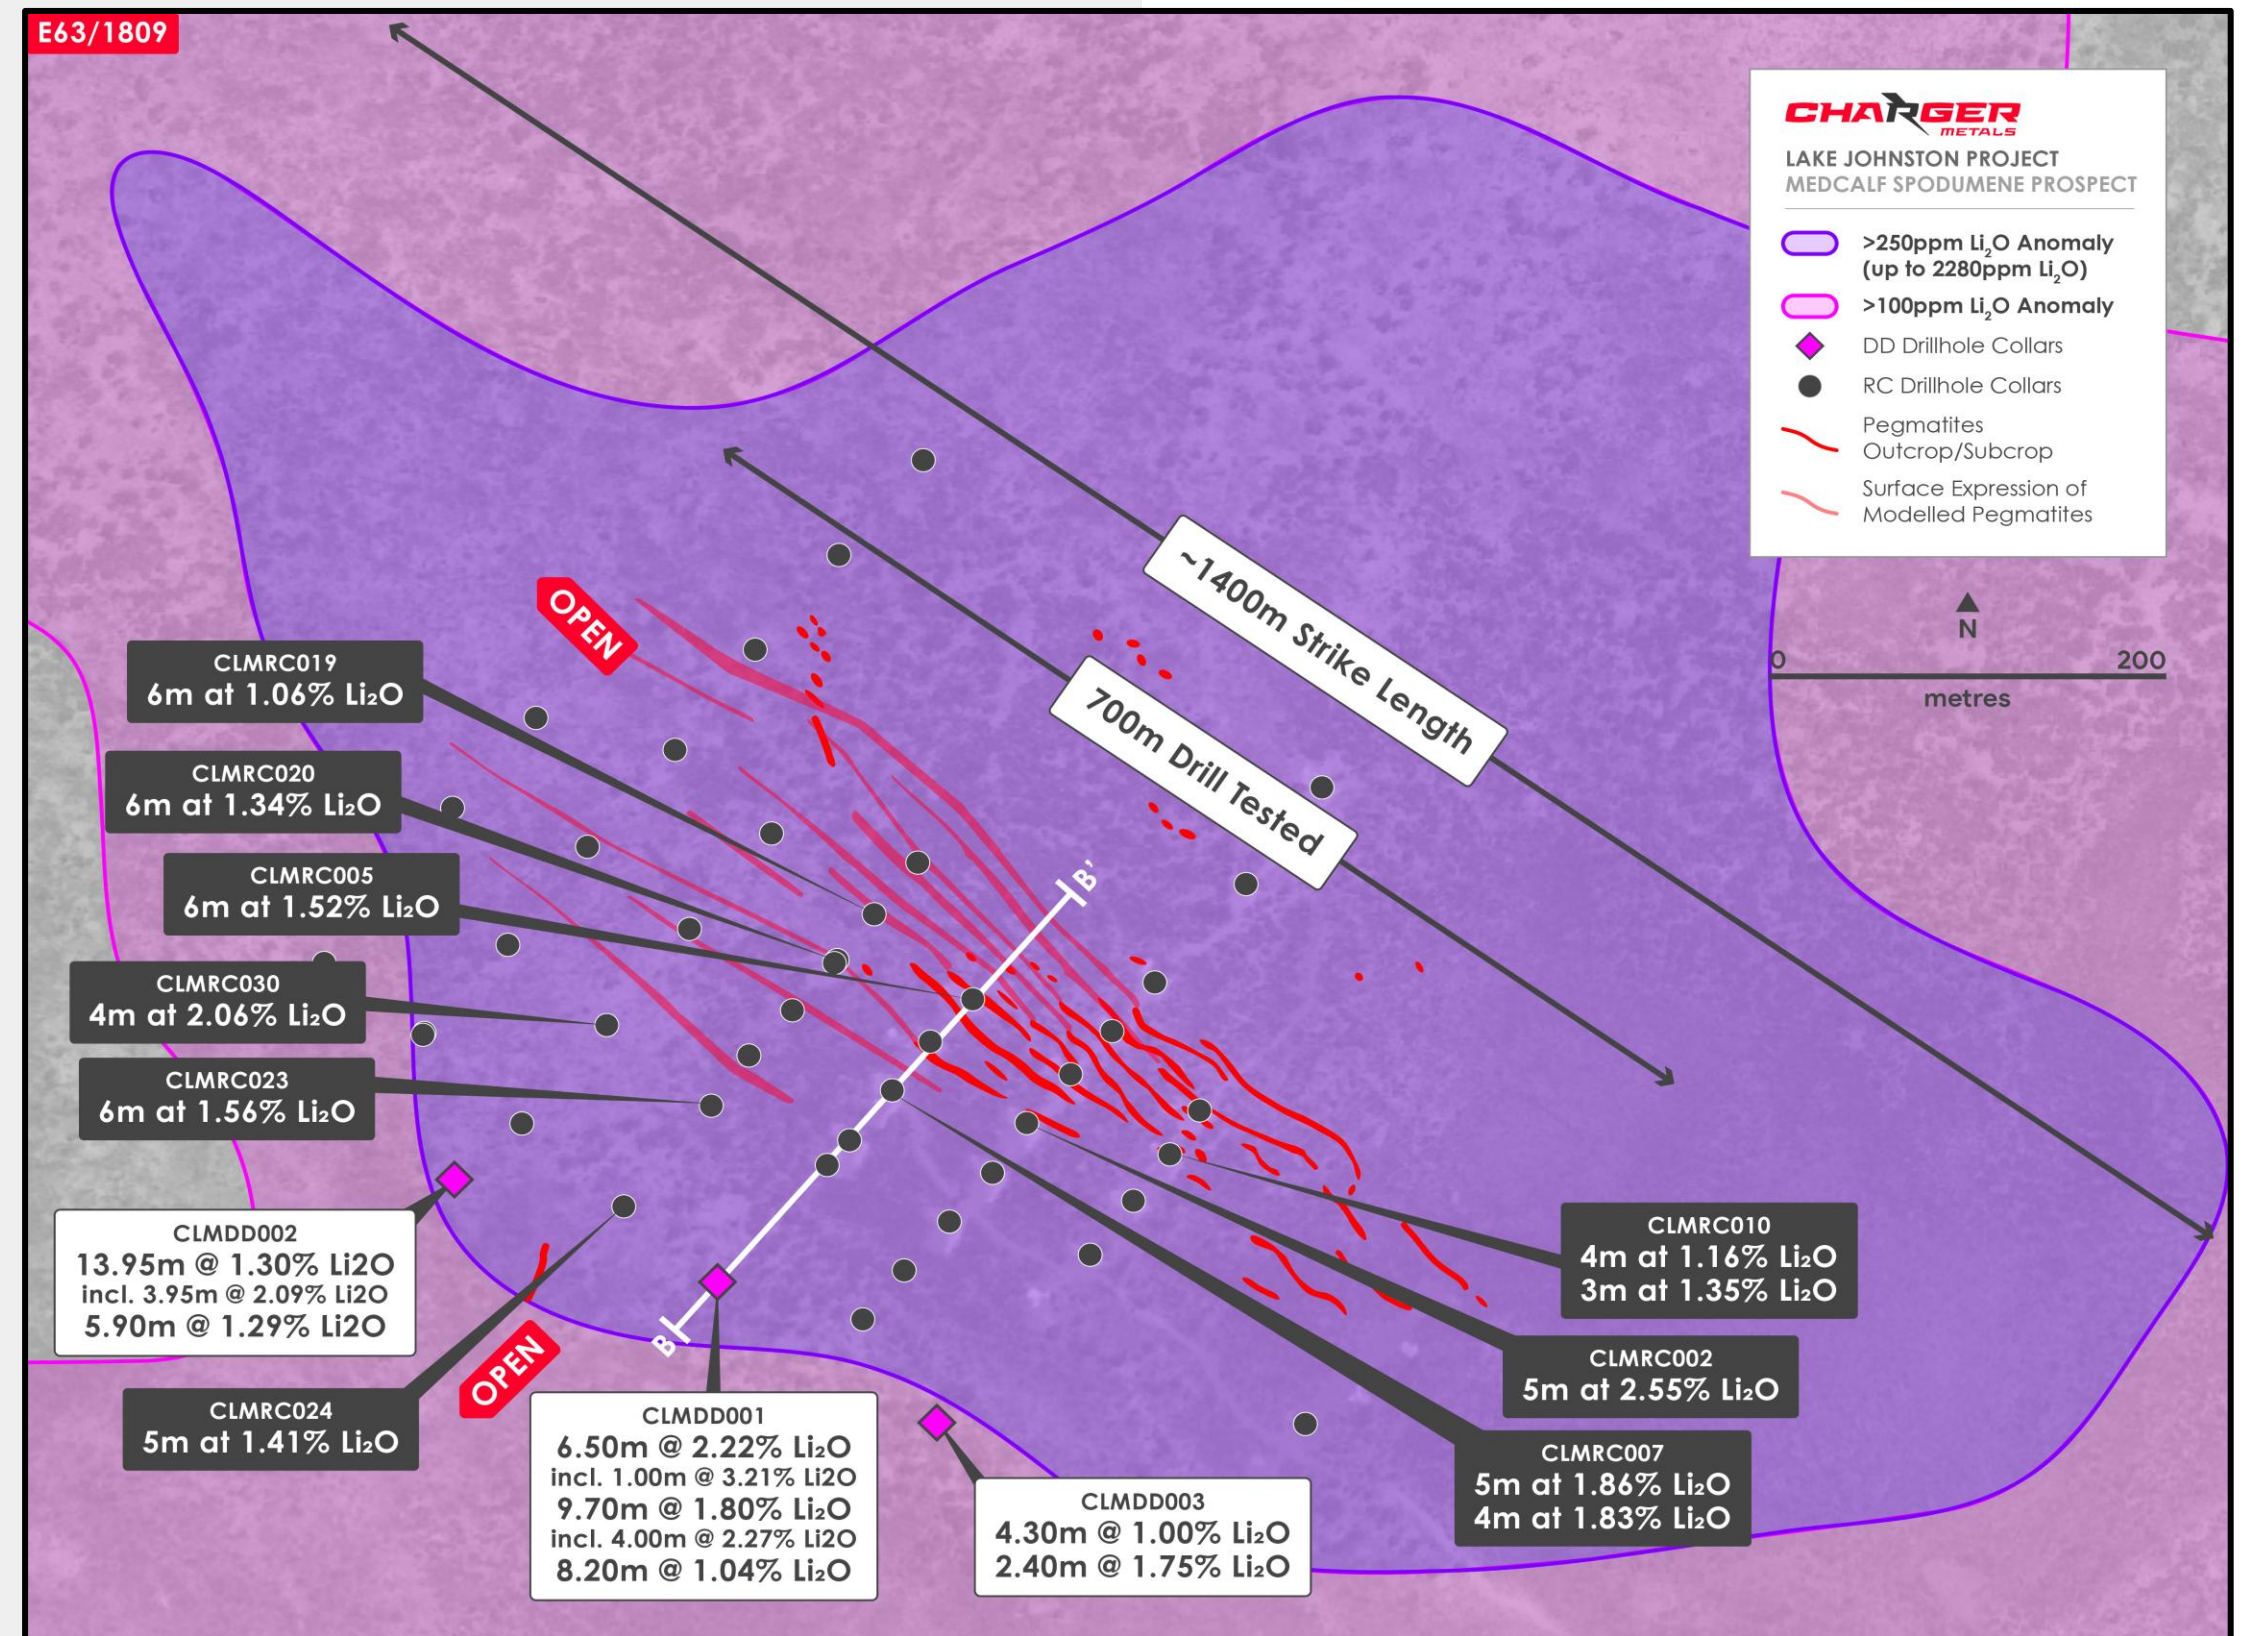 E63/1809
CHARGER
METALS
LAKE JOHNSTON PROJECT
MEDCALF SPODUMENE PROSPECT
>250ppm Li₂O Anomaly
(up to 2280ppm Li₂O)
>100ppm Li₂O Anomaly
DD Drillhole Collars
RC Drillhole Collars
Pegmatites
Outcrop/Subcrop
Surface Expression of
Modelled Pegmatites
N
0 200
metres
~1400m Strike Length
700m Drill Tested
OPEN
CLMRC019
6m at 1.06% Li₂O
CLMRC020
6m at 1.34% Li₂O
CLMRC005
6m at 1.52% Li₂O
CLMRC030
4m at 2.06% Li₂O
CLMRC023
6m at 1.56% Li₂O
B'
B
CLMDD002
13.95m @ 1.30% Li2O
incl. 3.95m @ 2.09% Li2O
5.90m @ 1.29% Li2O
OPEN
CLMRC024
5m at 1.41% Li₂O
CLMDD001
6.50m @ 2.22% Li₂O
incl. 1.00m @ 3.21% Li2O
9.70m @ 1.80% Li₂O
incl. 4.00m @ 2.27% Li2O
8.20m @ 1.04% Li₂O
CLMDD003
4.30m @ 1.00% Li₂O
2.40m @ 1.75% Li₂O
CLMRC010
4m at 1.16% Li₂O
3m at 1.35% Li₂O
CLMRC002
5m at 2.55% Li₂O
CLMRC007
5m at 1.86% Li₂O
4m at 1.83% Li₂O